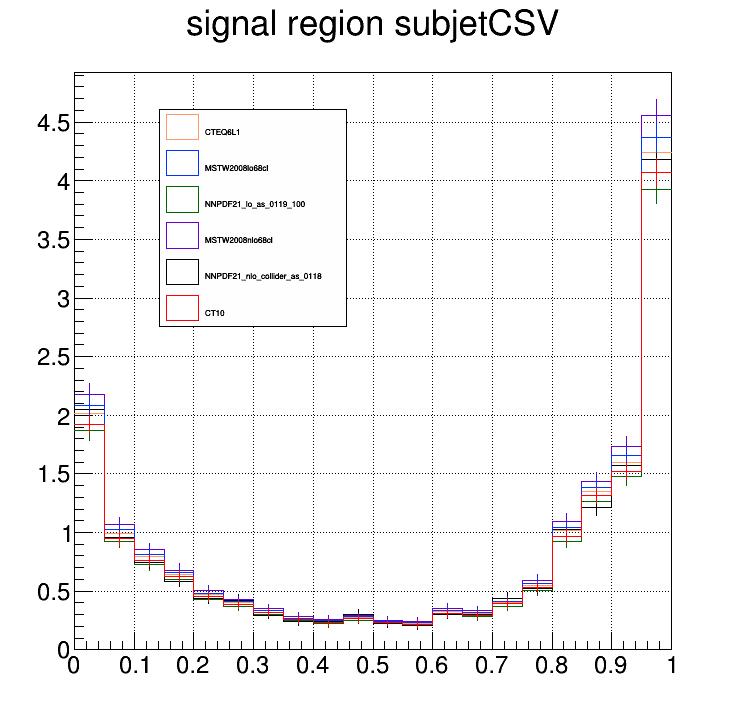 signal region subjetCSV
4.5
4
3.5
3
2.5
2
1.5
1
0.5
0
CTEQ6L1
MSTW2008lo68cl
NNPDF21_lo_as_0119_100
MSTW2008nlo68cl
NNPDF21_nlo_collider_as_0118
CT10
0 0.1 0.2 0.3 0.4 0.5 0.6 0.7 0.8 0.9 1